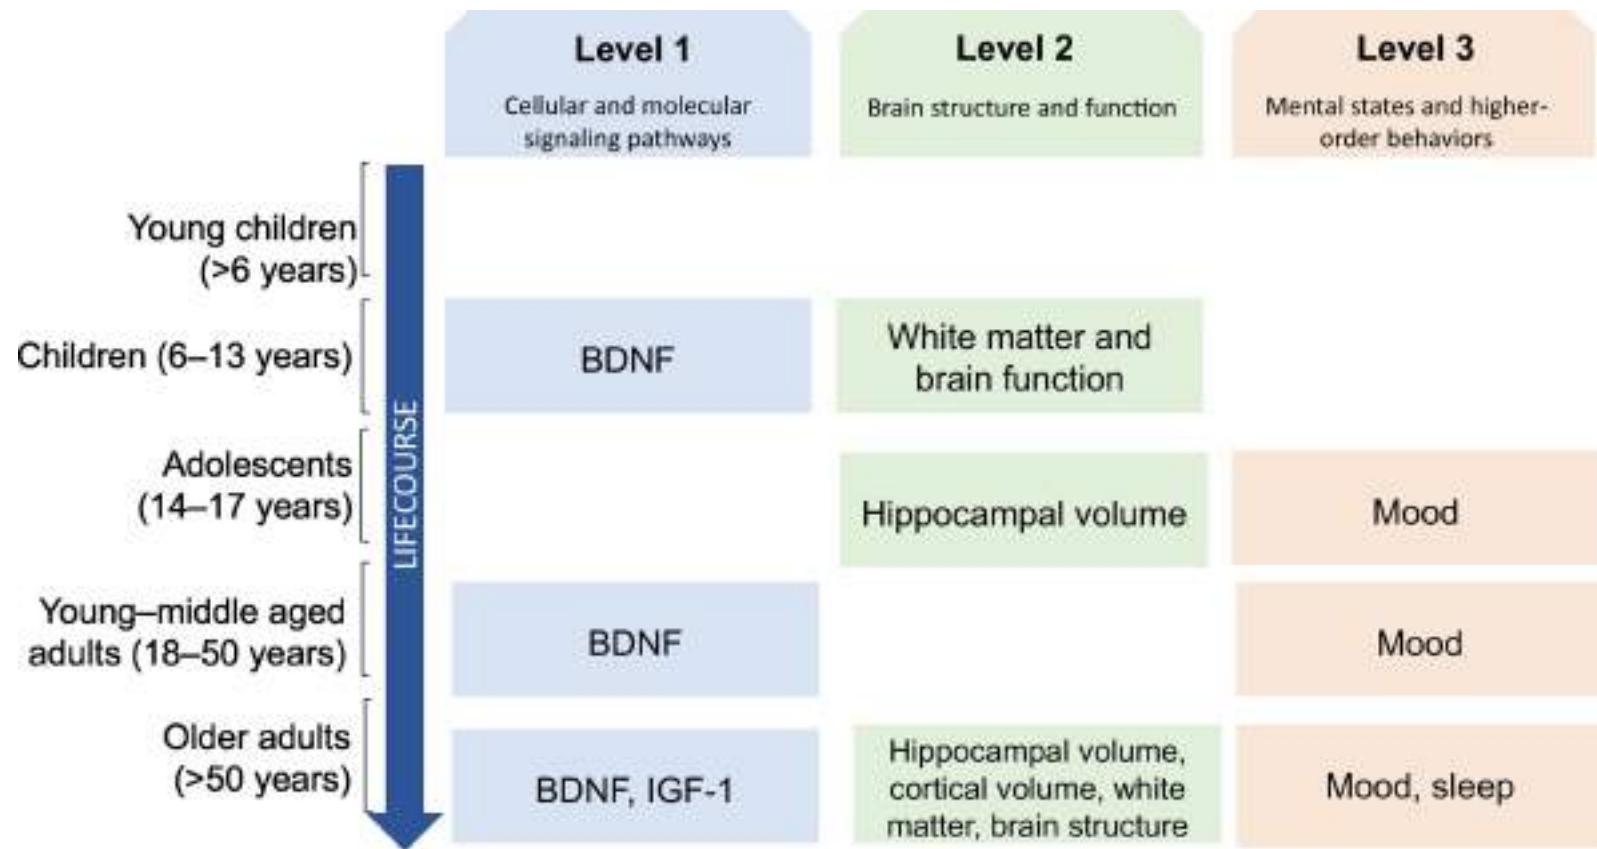 Level 1
Cellular and molecular
signaling pathways
Level 2
Brain structure and function
Level 3
Mental states and higher-
order behaviors
LIFECOURSE
Young children
(>6 years)
Children (6–13 years)
BDNF
White matter and
brain function
Adolescents
(14–17 years)
Hippocampal volume
Mood
Young–middle aged
adults (18–50 years)
BDNF
Mood
Older adults
(>50 years)
BDNF, IGF-1
Hippocampal volume,
cortical volume, white
matter, brain structure
Mood, sleep